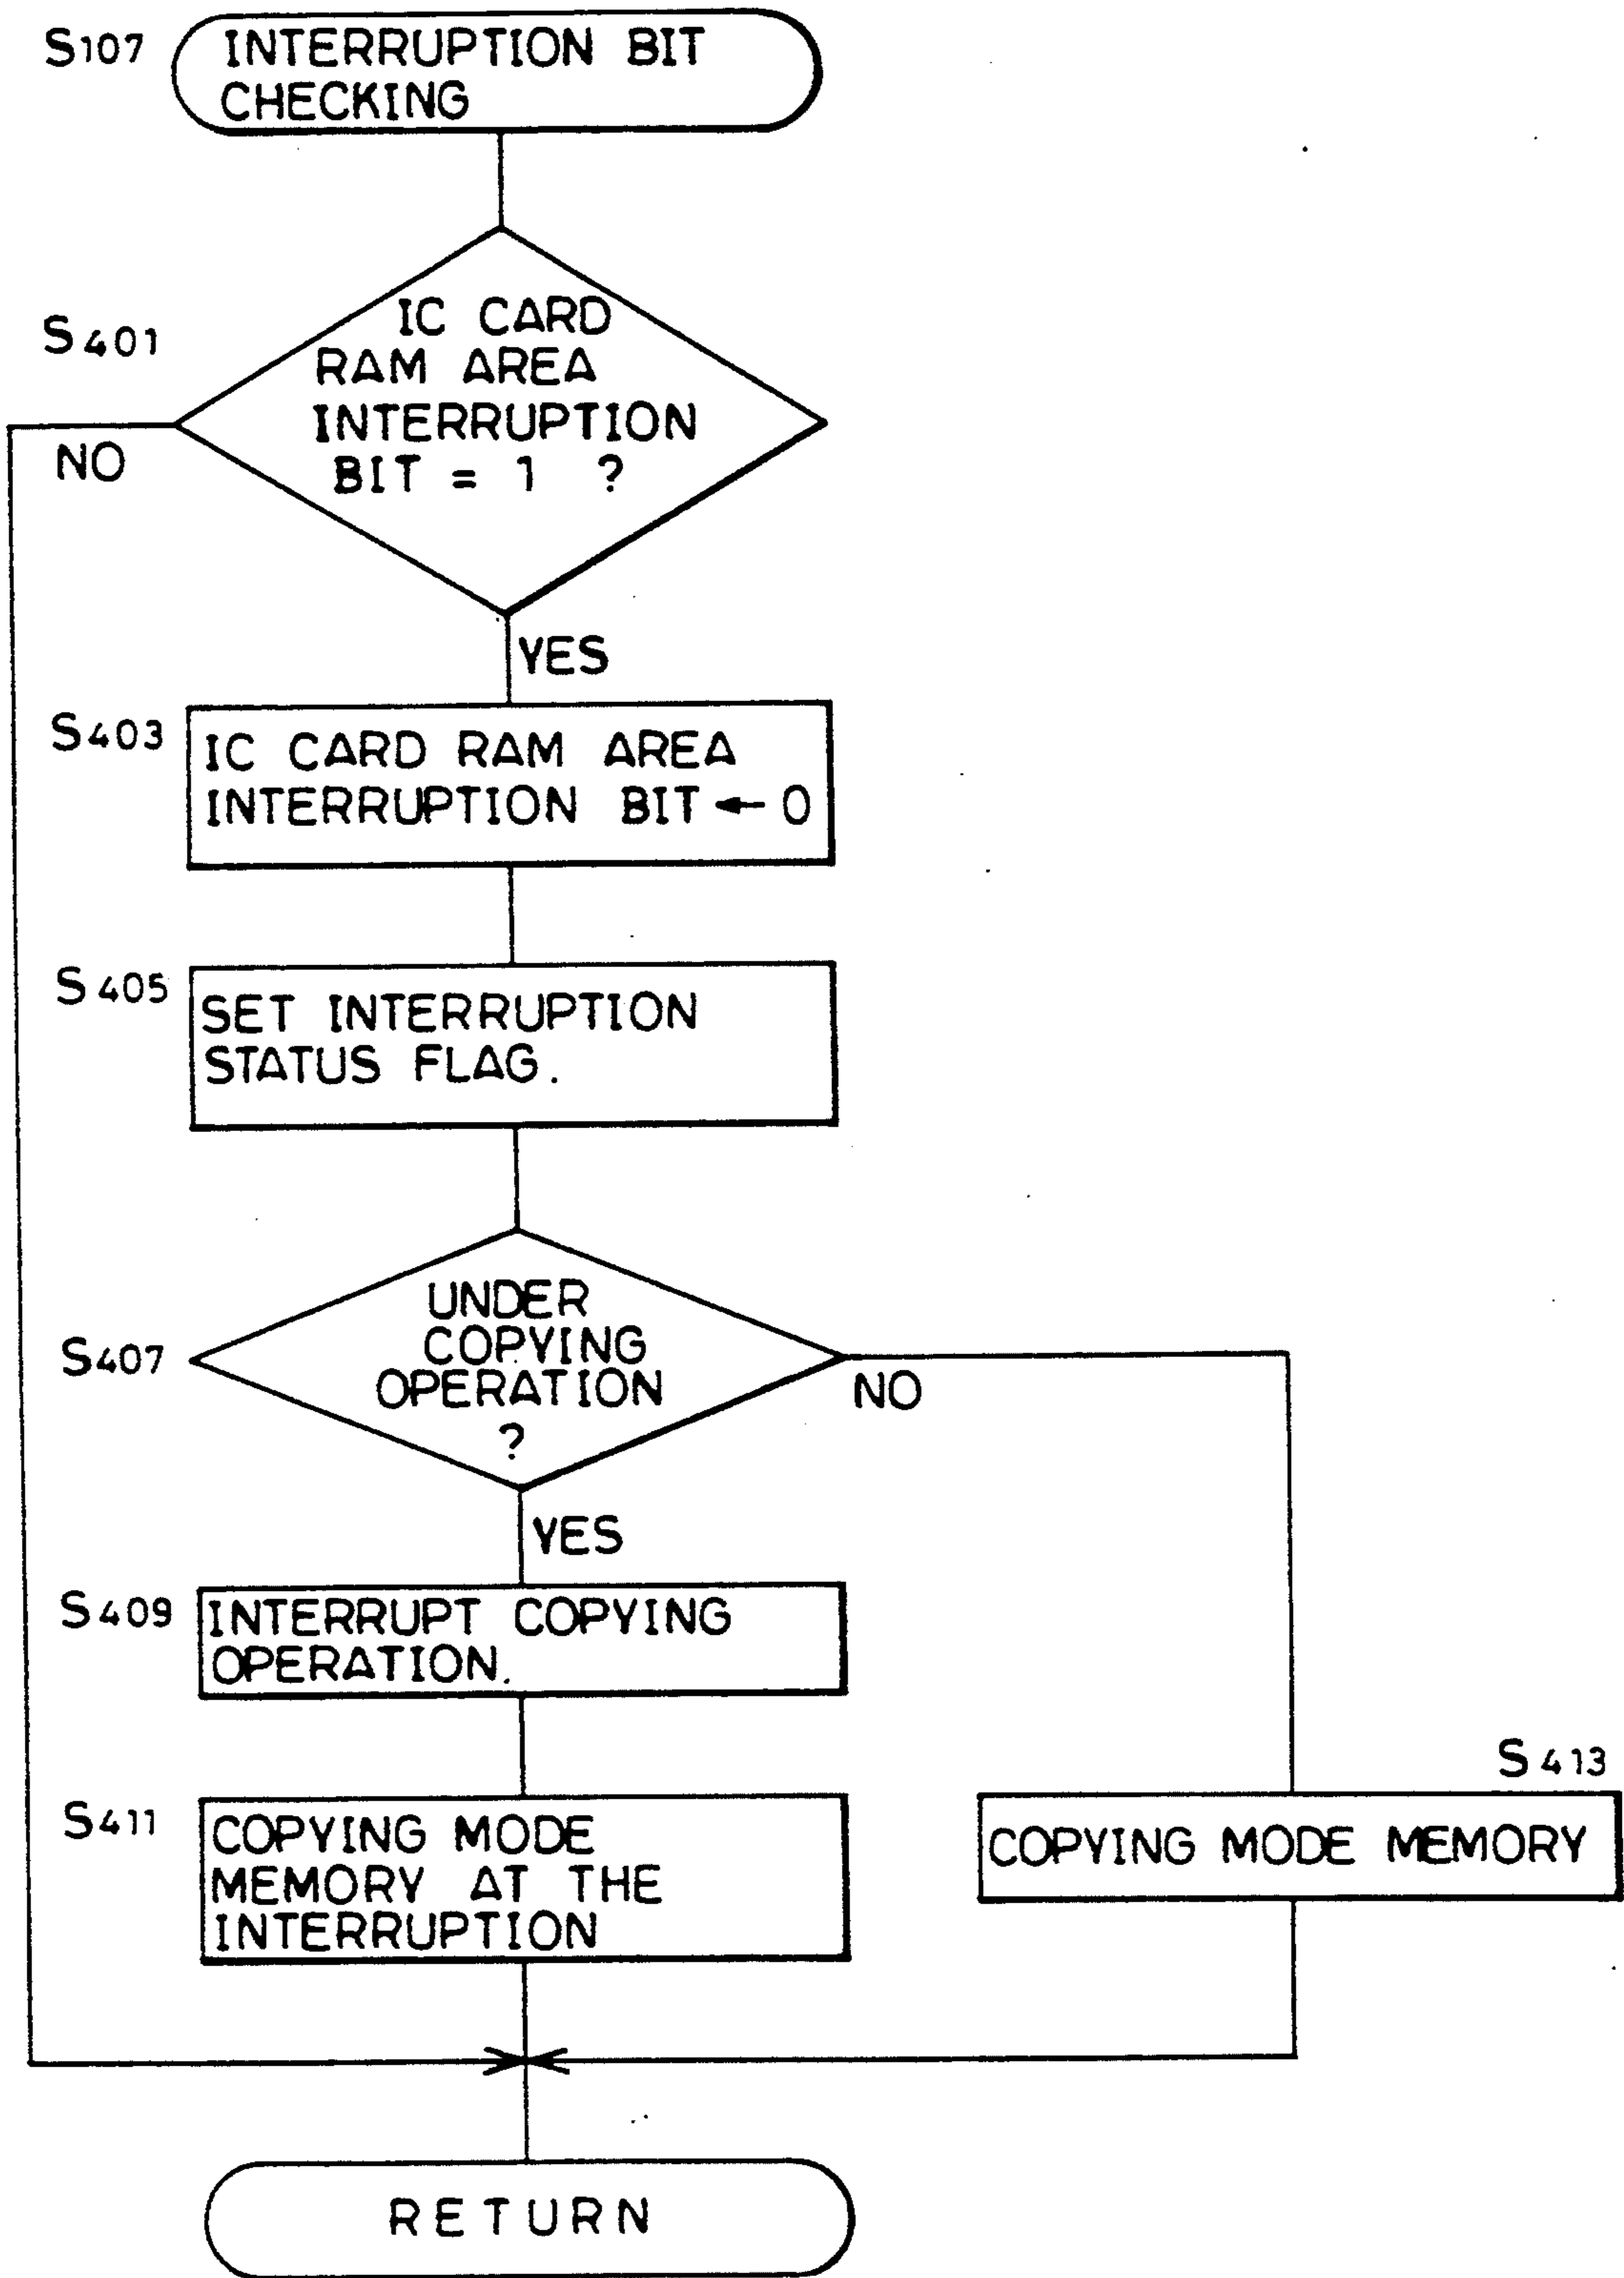 S107
INTERRUPTION BIT
CHECKING
S401
IC CARD
RAM AREA
INTERRUPTION
BIT = 1 ?
NO
YES
S403
IC CARD RAM AREA
INTERRUPTION BIT ← 0
S405
SET INTERRUPTION
STATUS FLAG.
S407
UNDER
COPYING
OPERATION
?
NO
YES
S409
INTERRUPT COPYING
OPERATION.
S411
COPYING MODE
MEMORY AT THE
INTERRUPTION
S413
COPYING MODE MEMORY
RETURN